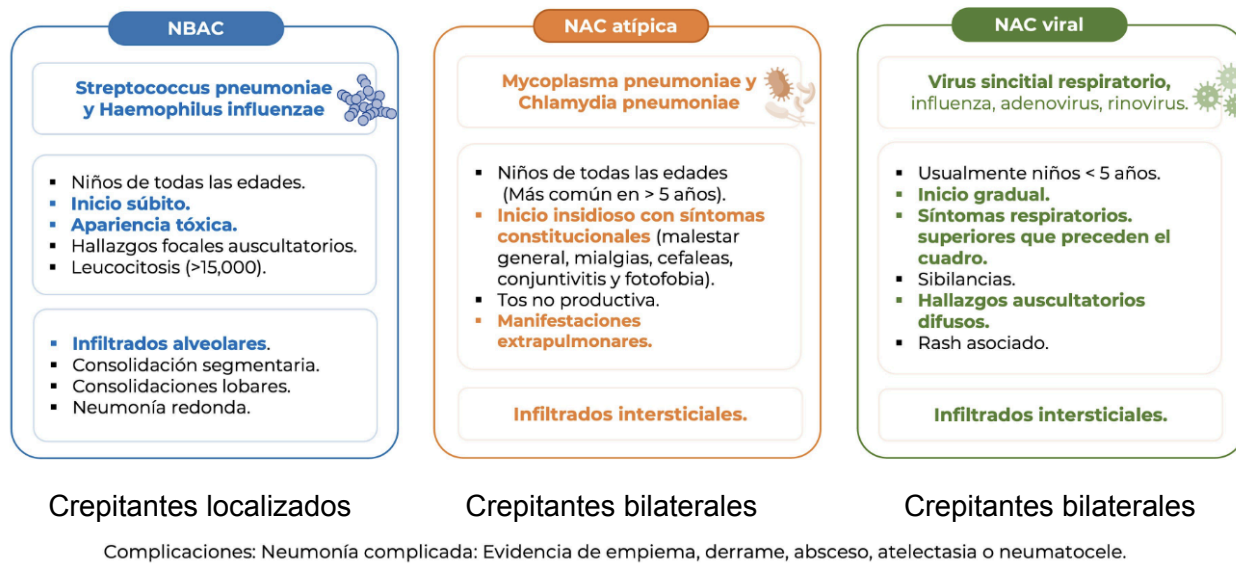 NBAC
Streptococcus pneumoniae
y Haemophilus influenzae
▪ Niños de todas las edades.
▪ Inicio súbito.
▪ Apariencia tóxica.
▪ Hallazgos focales auscultatorios.
▪ Leucocitosis (>15,000).
▪ Infiltrados alveolares.
▪ Consolidación segmentaria.
▪ Consolidaciones lobares.
▪ Neumonía redonda.
Crepitantes localizados
NAC atípica
Mycoplasma pneumoniae y
Chlamydia pneumoniae
▪ Niños de todas las edades
(Más común en > 5 años).
▪ Inicio insidioso con síntomas
constitucionales (malestar
general, mialgias, cefaleas,
conjuntivitis y fotofobia).
▪ Tos no productiva.
▪ Manifestaciones
extrapulmonares.
Infiltrados intersticiales.
Crepitantes bilaterales
NAC viral
Virus sincitial respiratorio,
influenza, adenovirus, rinovirus.
▪ Usualmente niños < 5 años.
▪ Inicio gradual.
▪ Síntomas respiratorios.
superiores que preceden el
cuadro.
▪ Sibilancias.
▪ Hallazgos auscultatorios
difusos.
▪ Rash asociado.
Infiltrados intersticiales.
Crepitantes bilaterales
Complicaciones: Neumonía complicada: Evidencia de empiema, derrame, absceso, atelectasia o neumatocele.